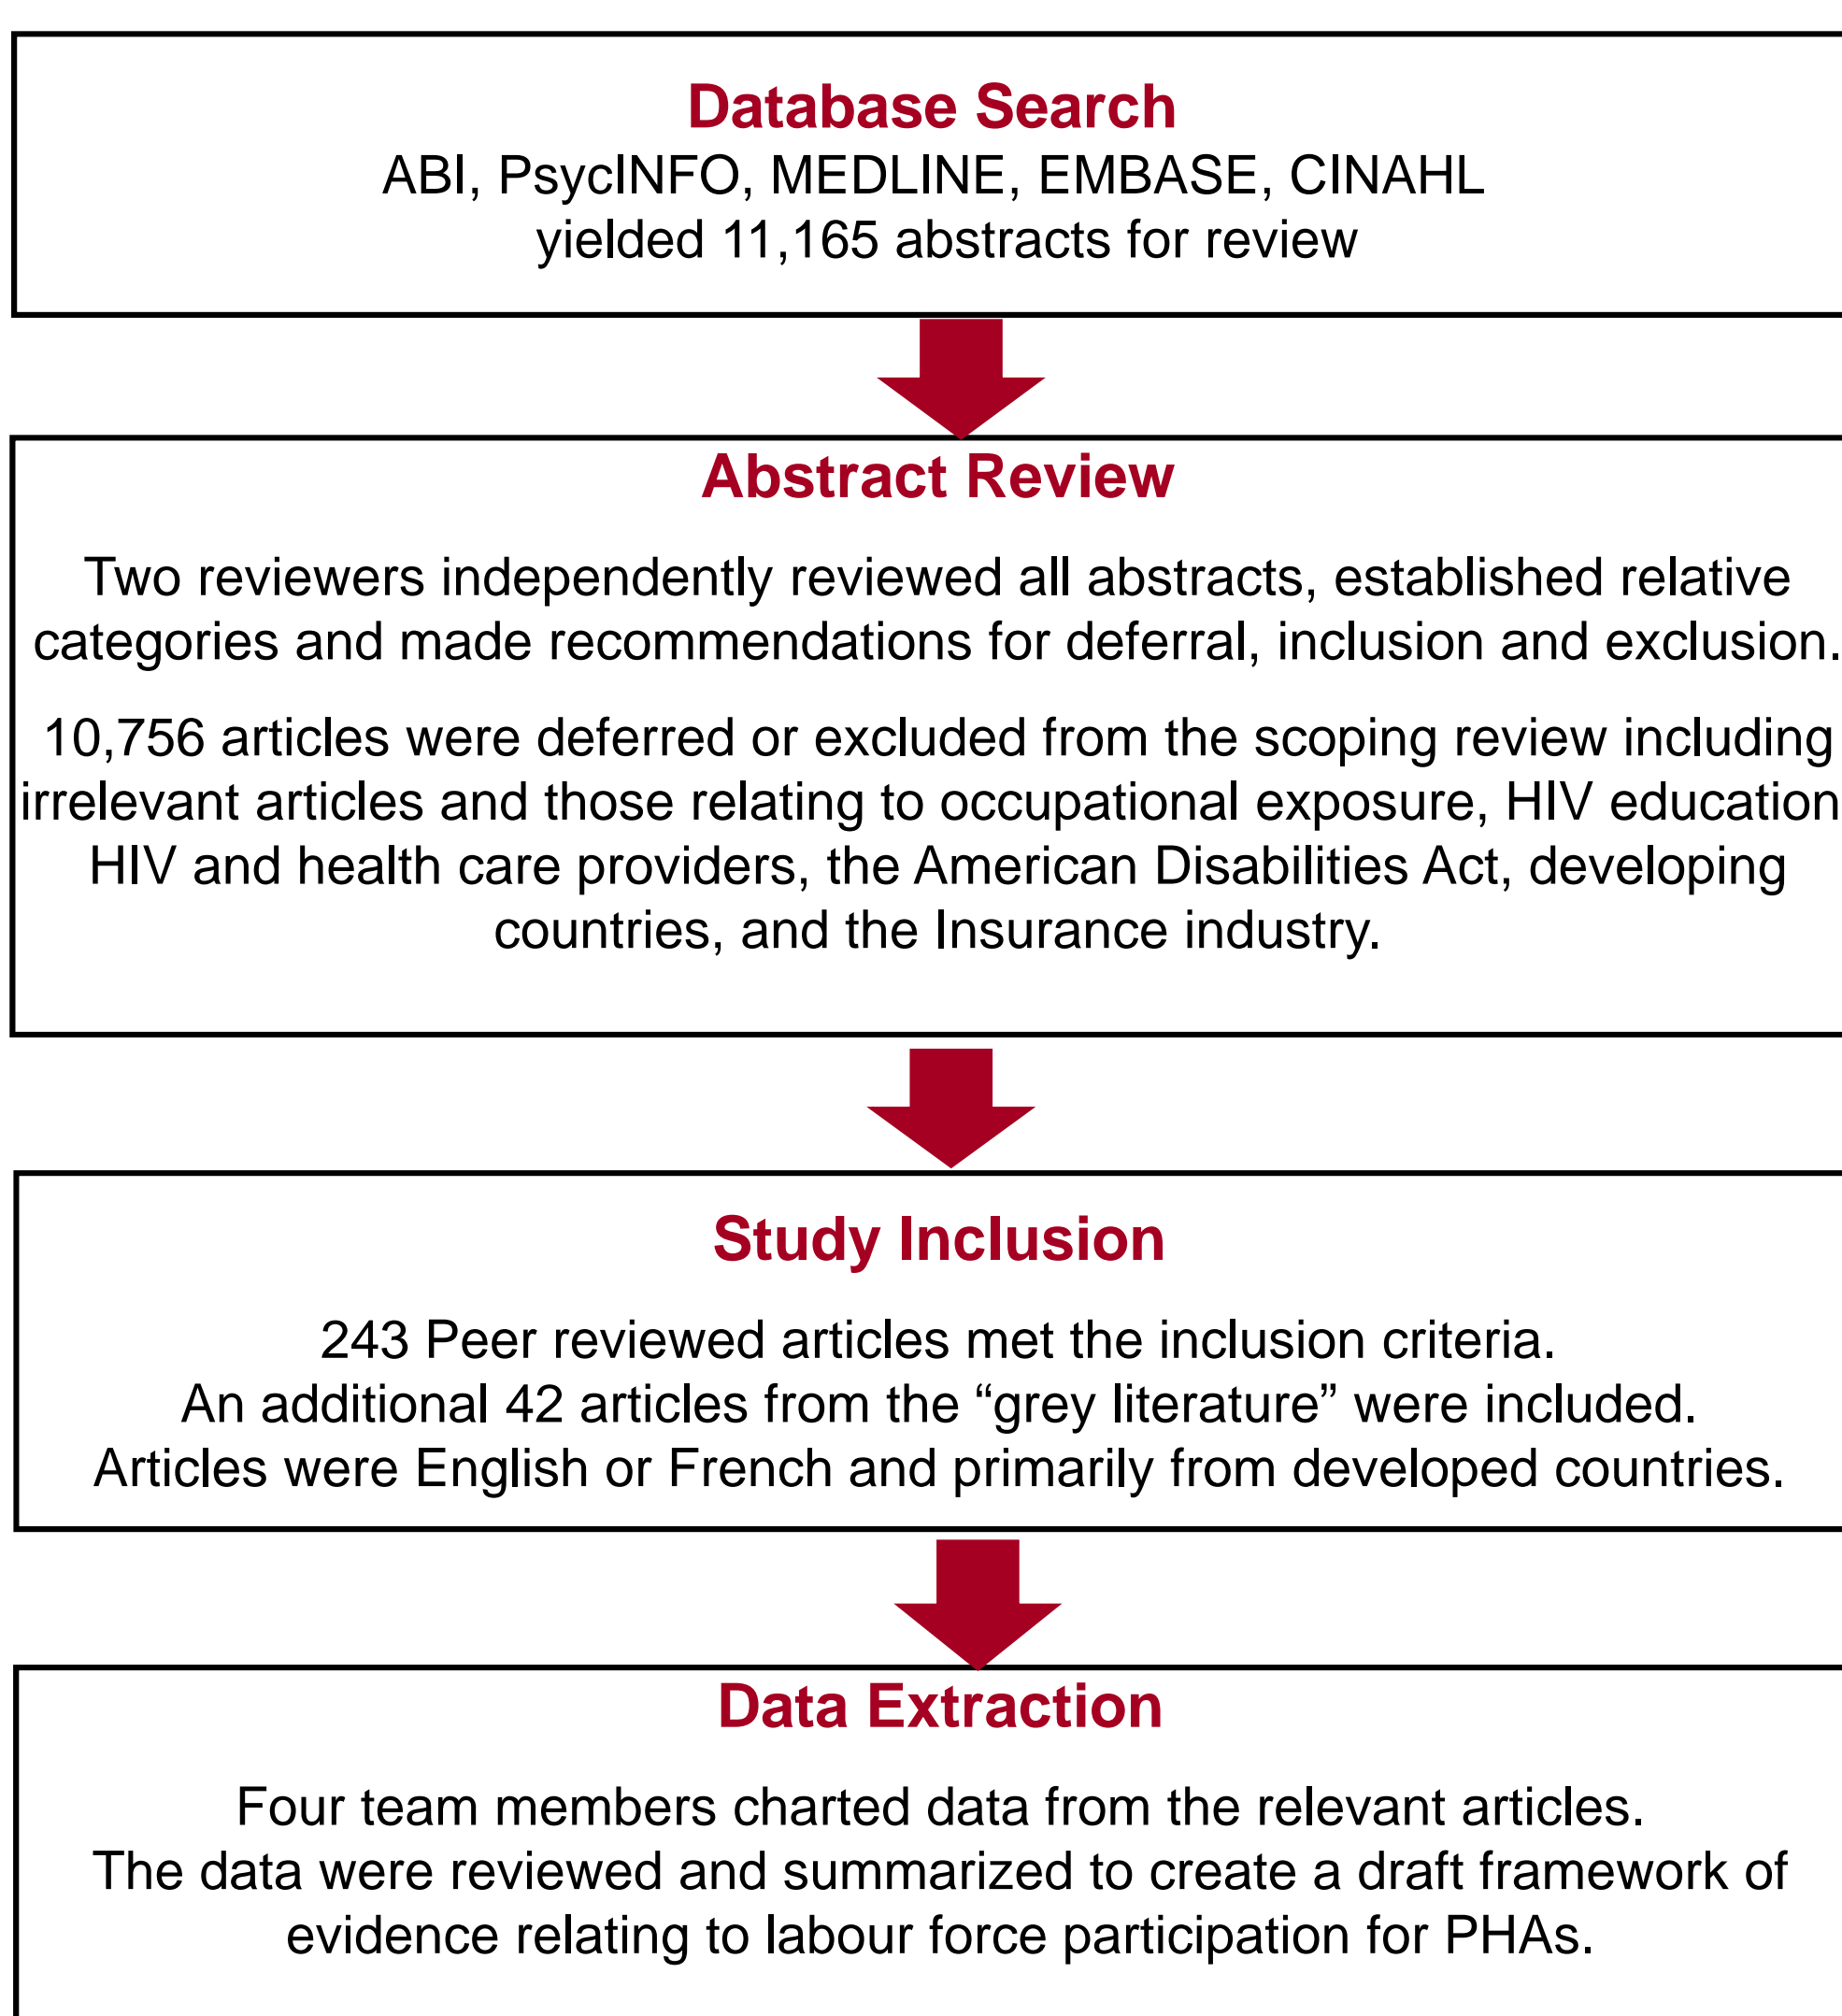 Database Search
ABI, PsycINFO, MEDLINE, EMBASE, CINAHL
yielded 11,165 abstracts for review
Abstract Review
Two reviewers independently reviewed all abstracts, established relative
categories and made recommendations for deferral, inclusion and exclusion.
10,756 articles were deferred or excluded from the scoping review including
irrelevant articles and those relating to occupational exposure, HIV education
HIV and health care providers, the American Disabilities Act, developing
countries, and the Insurance industry.
Study Inclusion
243 Peer reviewed articles met the inclusion criteria.
An additional 42 articles from the “grey literature” were included.
Articles were English or French and primarily from developed countries.
Data Extraction
Four team members charted data from the relevant articles.
The data were reviewed and summarized to create a draft framework of
evidence relating to labour force participation for PHAs.